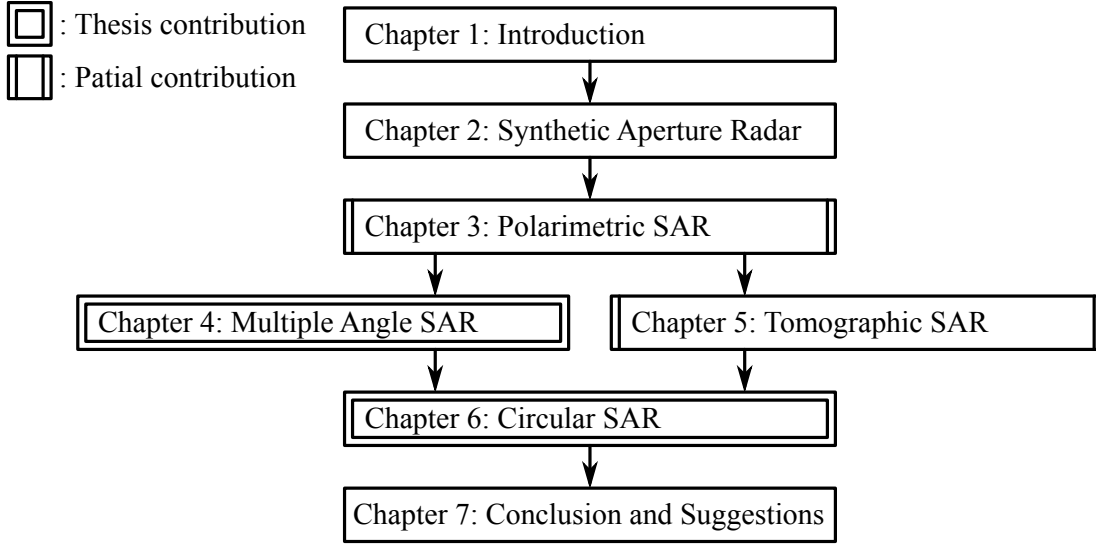 : Thesis contribution
: Patial contribution
Chapter 1: Introduction
Chapter 2: Synthetic Aperture Radar
Chapter 3: Polarimetric SAR
Chapter 4: Multiple Angle SAR
Chapter 5: Tomographic SAR
Chapter 6: Circular SAR
Chapter 7: Conclusion and Suggestions